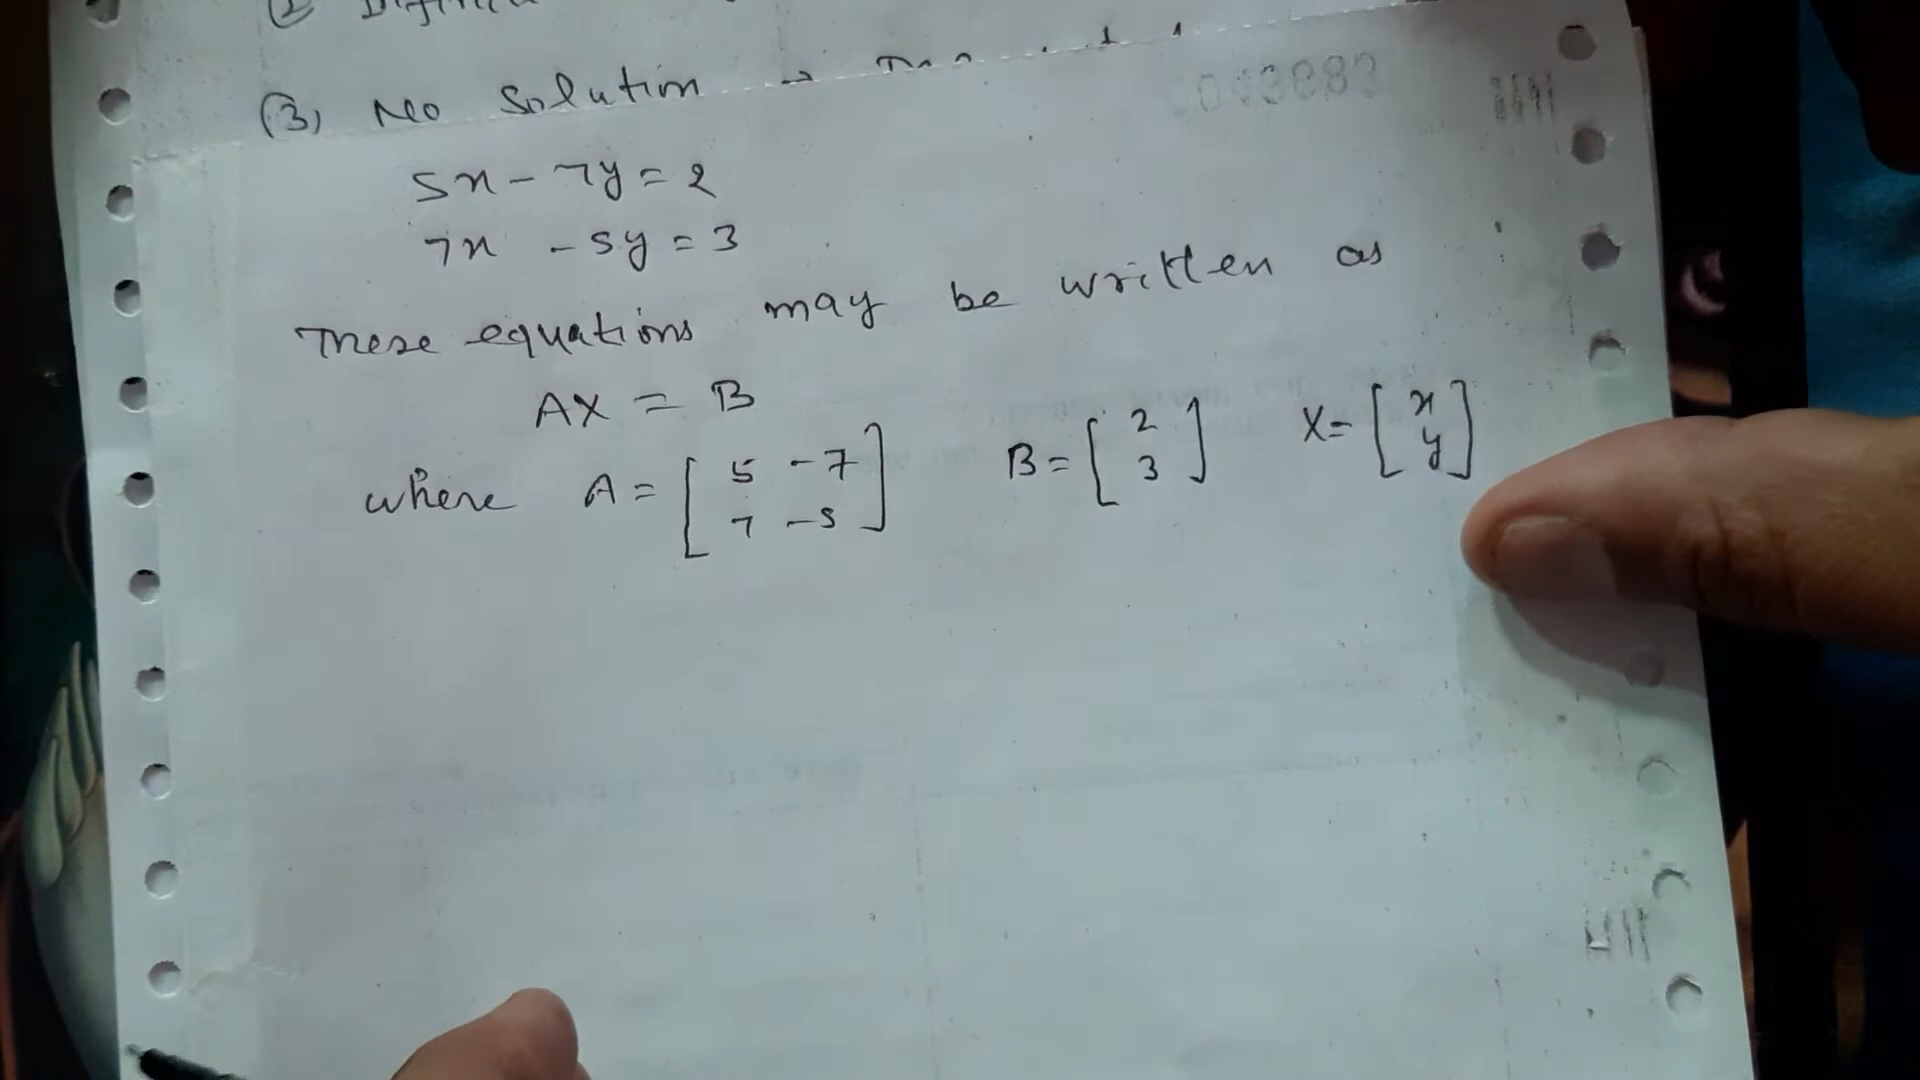 (3) No Solution →
5x - 7y = 2
7x - 5y = 3
These equations may be written as :
AX = B
where A = [ 5 -7 7 -5 ] B = [ 2 3 ] X = [ x y ]